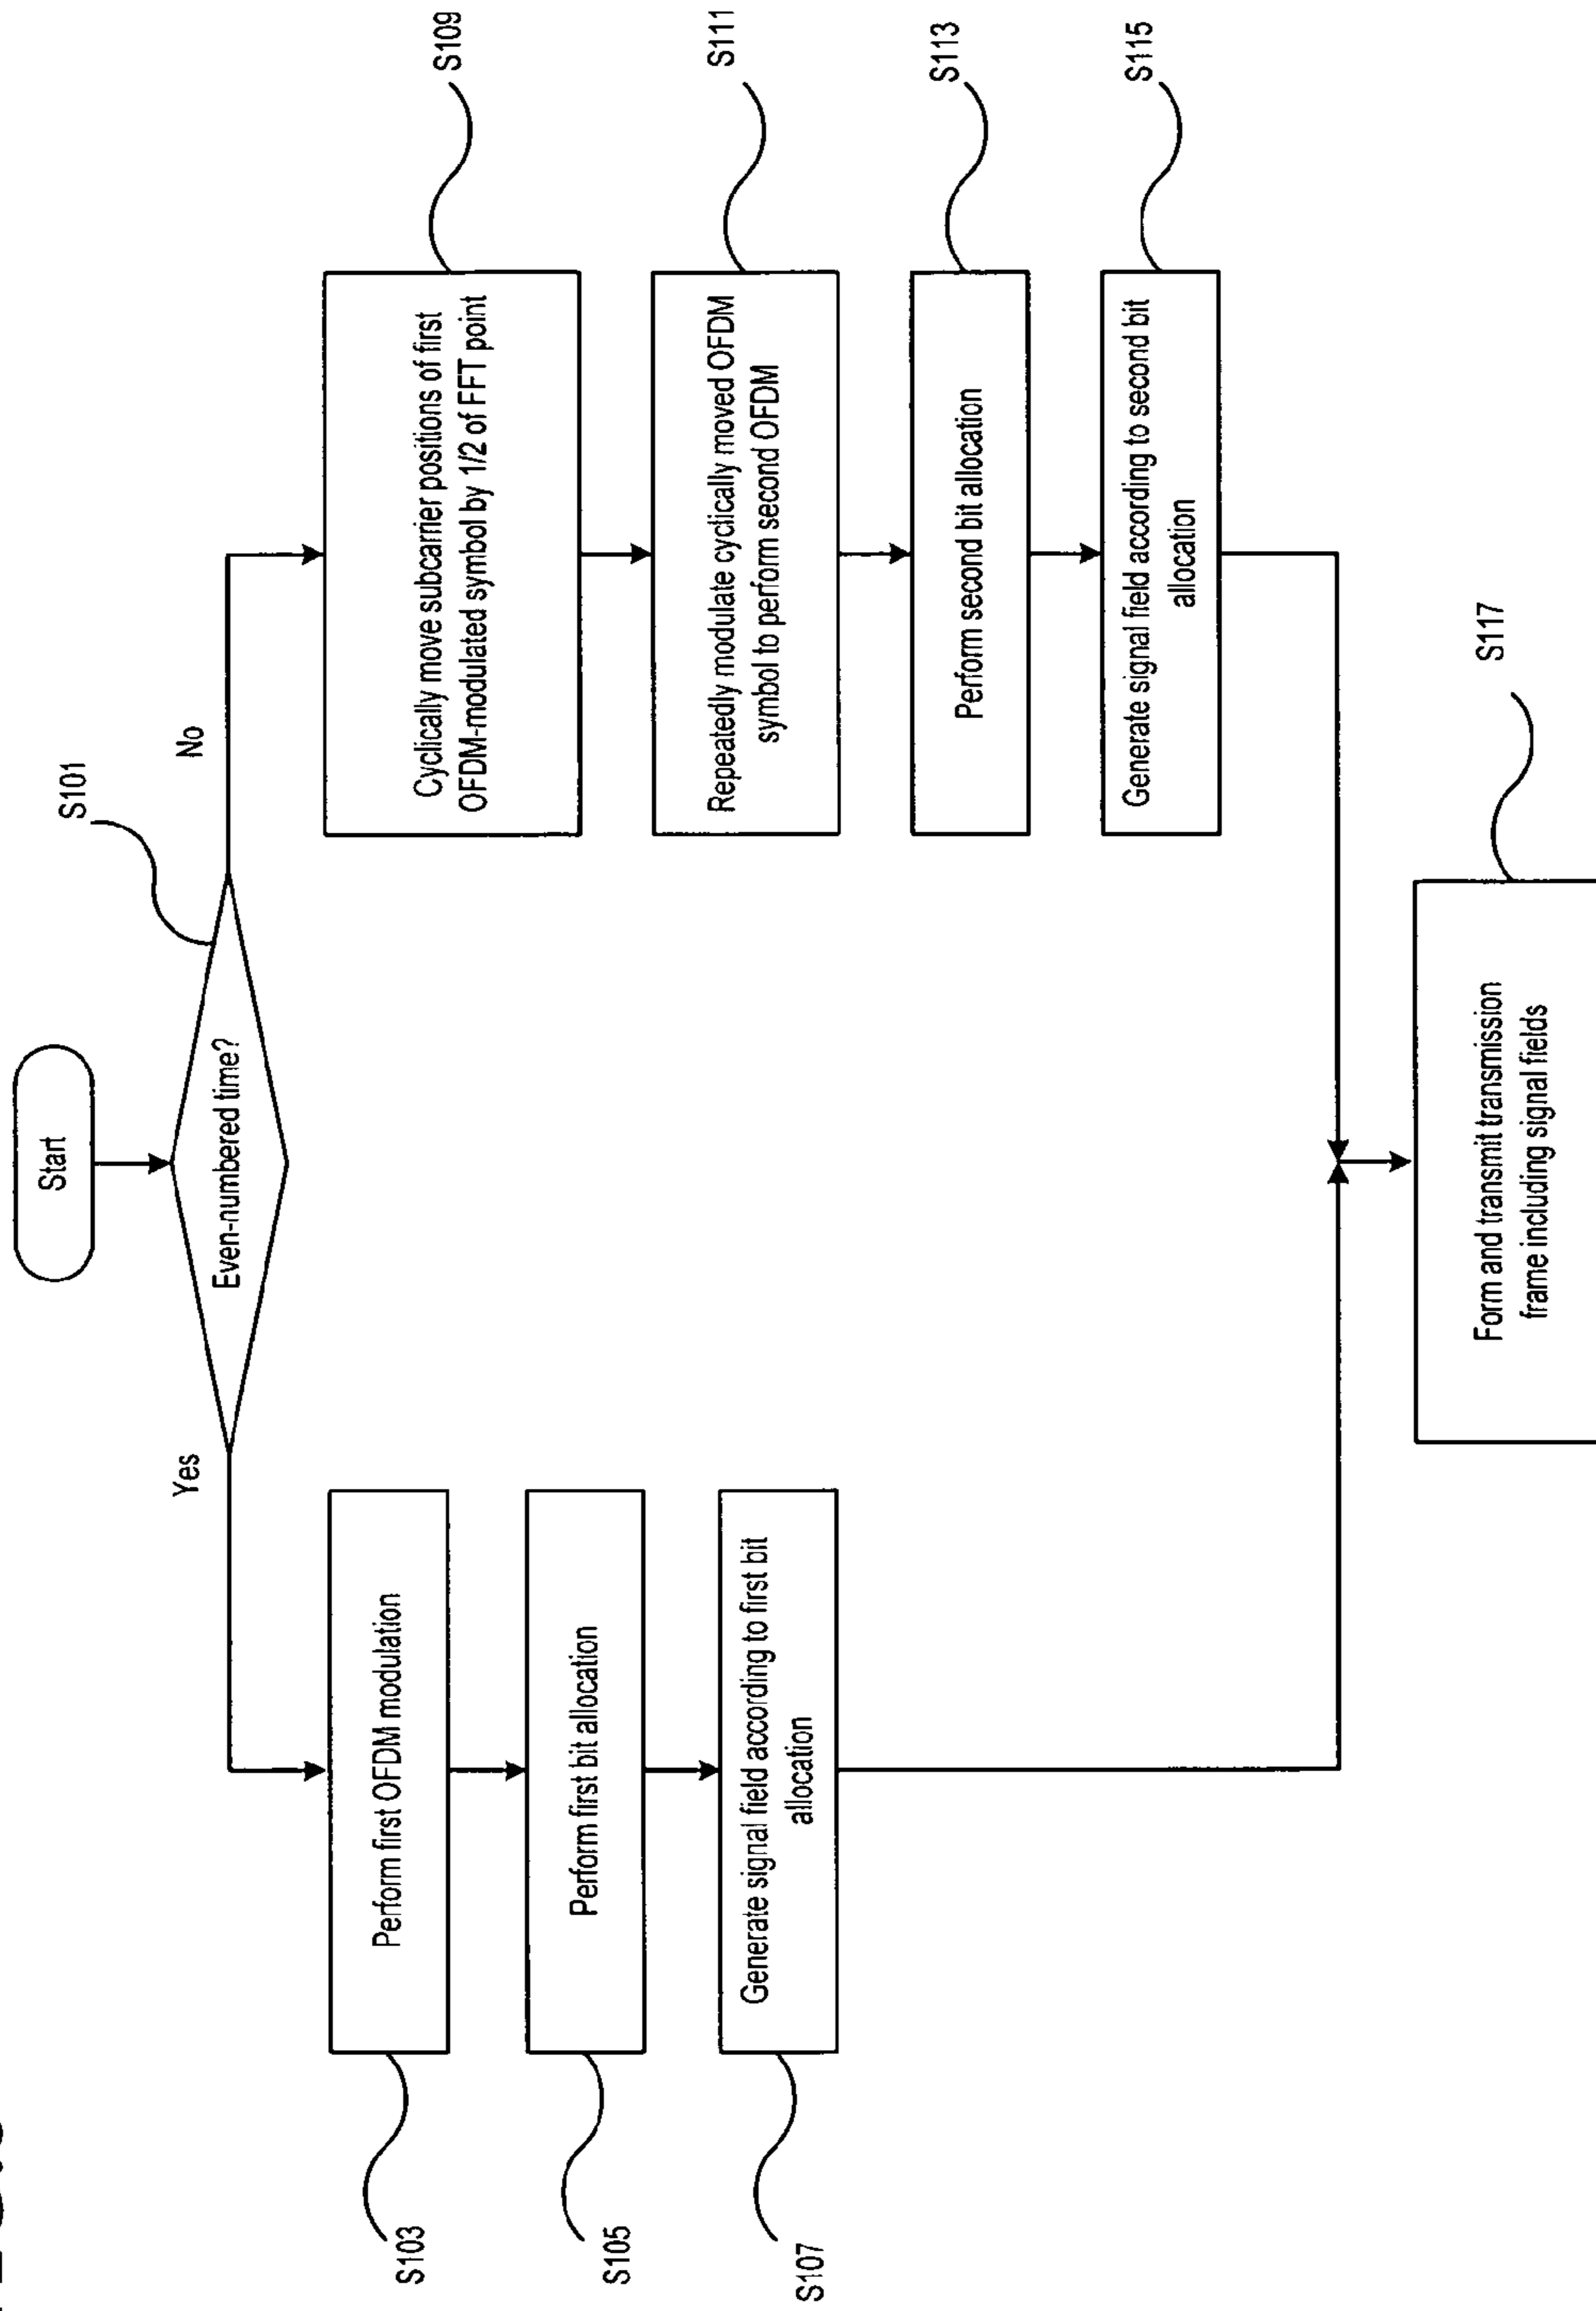 Start
S101
Even-numbered time?
Yes
No
Perform first OFDM modulation
S103
Perform first bit allocation
S105
Generate signal field according to first bit
allocation
S107
Cyclically move subcarrier positions of first
OFDM-modulated symbol by 1/2 of FFT point
S109
Repeatedly modulate cyclically moved OFDM
symbol to perform second OFDM
S111
Perform second bit allocation
S113
Generate signal field according to second bit
allocation
S115
Form and transmit transmission
frame including signal fields
S117